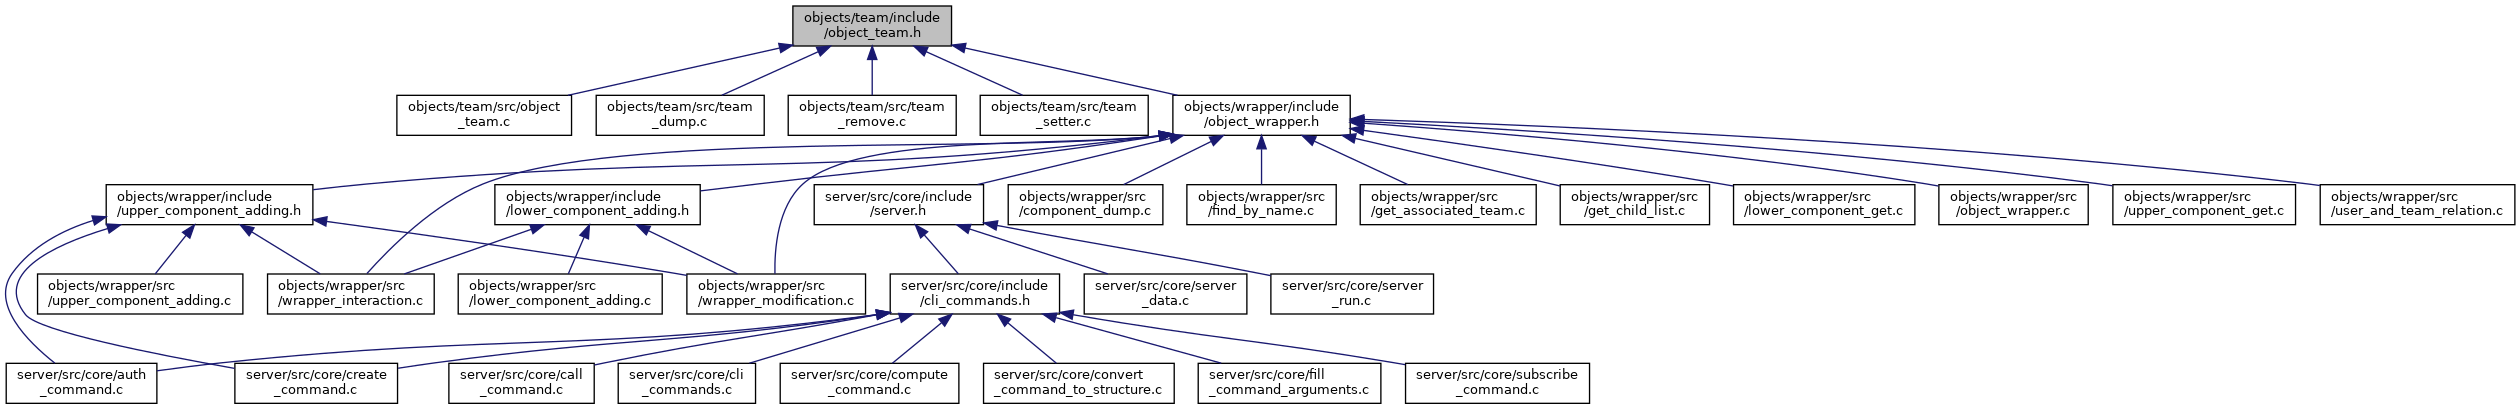 objects/team/include
/object_team.h
objects/team/src/object
_team.c
objects/team/src/team
_dump.c
objects/team/src/team
_remove.c
objects/team/src/team
_setter.c
objects/wrapper/include
/object_wrapper.h
objects/wrapper/include
/upper_component_adding.h
objects/wrapper/include
/lower_component_adding.h
server/src/core/include
/server.h
objects/wrapper/src
/component_dump.c
objects/wrapper/src
/find_by_name.c
objects/wrapper/src
/get_associated_team.c
objects/wrapper/src
/get_child_list.c
objects/wrapper/src
/lower_component_get.c
objects/wrapper/src
/object_wrapper.c
objects/wrapper/src
/upper_component_get.c
objects/wrapper/src
/user_and_team_relation.c
objects/wrapper/src
/upper_component_adding.c
objects/wrapper/src
/wrapper_interaction.c
objects/wrapper/src
/lower_component_adding.c
objects/wrapper/src
/wrapper_modification.c
server/src/core/include
/cli_commands.h
server/src/core/server
_data.c
server/src/core/server
_run.c
server/src/core/auth
_command.c
server/src/core/create
_command.c
server/src/core/call
_command.c
server/src/core/cli
_commands.c
server/src/core/compute
_command.c
server/src/core/convert
_command_to_structure.c
server/src/core/fill
_command_arguments.c
server/src/core/subscribe
_command.c